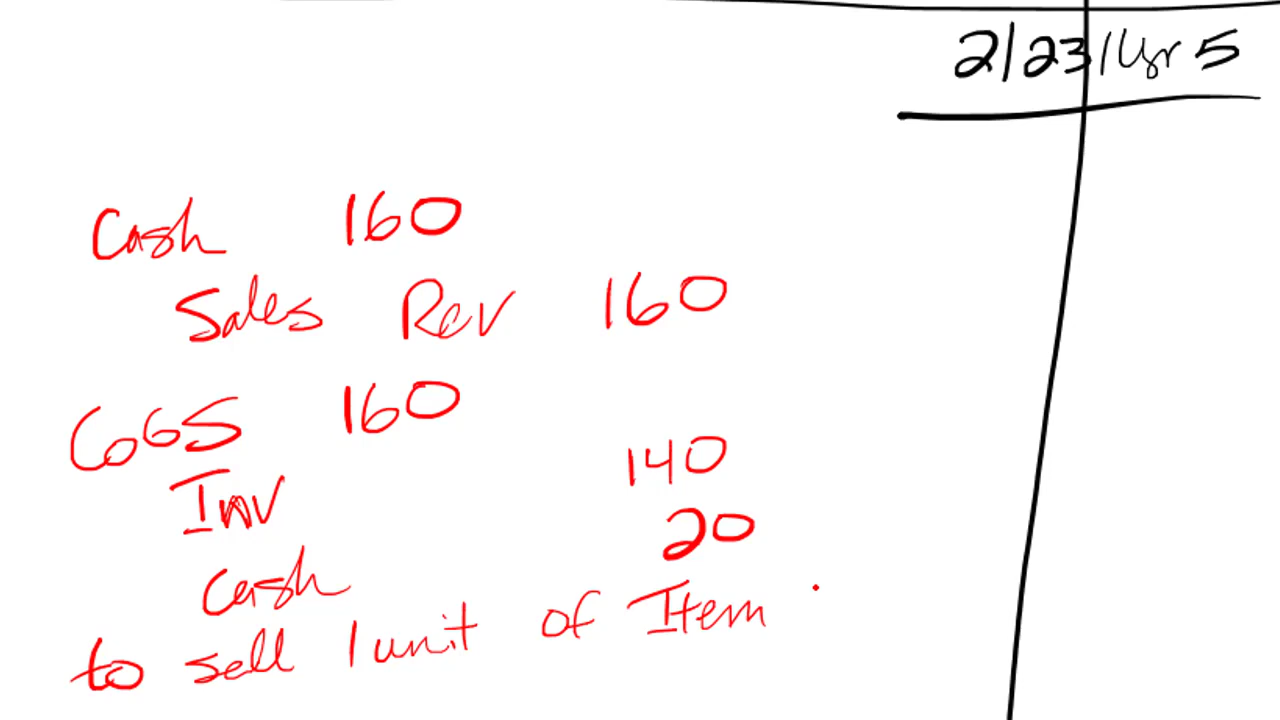 2/23/Yr 5
Cash 160
Sales Rev 160
COGS 160
Inv 140
Cash 20
to sell 1 unit of Item